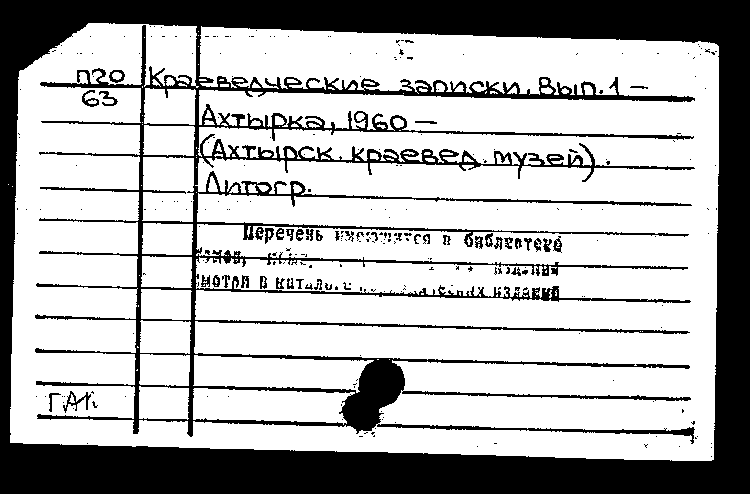 П20 Краеведческие записки. Вып. 1 –
63
Ахтырка, 1960 –
(Ахтырск. краевед. музей).
Литогр.
Перечень имеющихся в библиотеке
изданий
смотри в каталоге периодических изданий
ГАК